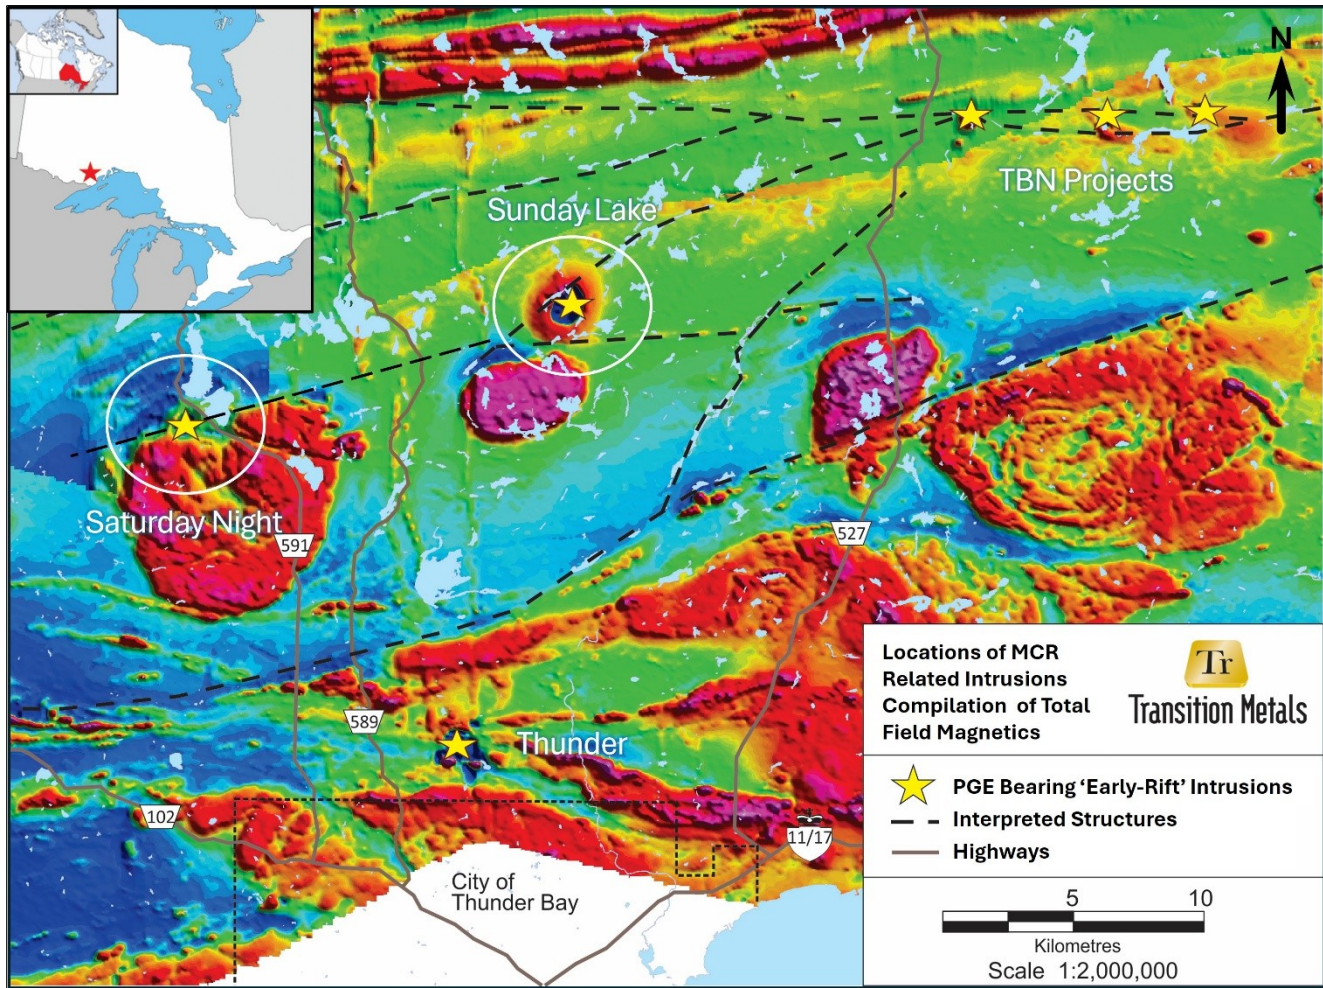 N
TBN Projects
Sunday Lake
Saturday Night
591
527
589
Thunder
102
11/17
City of
Thunder Bay
Locations of MCR
Related Intrusions
Compilation of Total
Field Magnetics
Tr
Transition Metals
PGE Bearing ‘Early-Rift’ Intrusions
Interpreted Structures
Highways
5 10
Kilometres
Scale 1:2,000,000